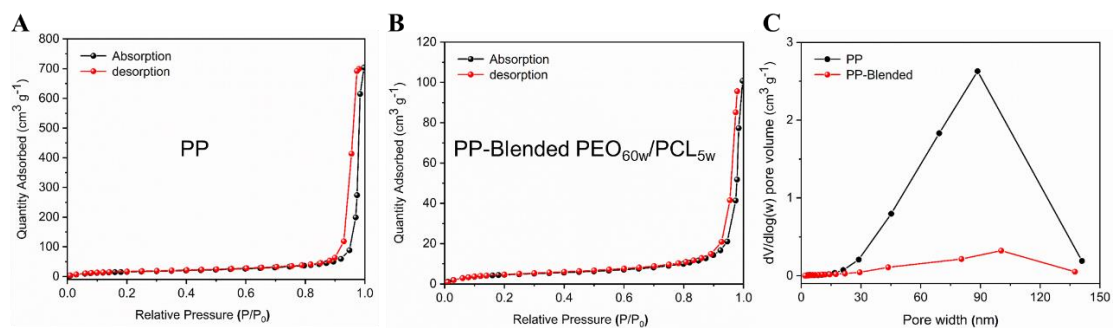 A
800
700
600
500
400
300
200
100
0
0.0 0.2 0.4 0.6 0.8 1.0
Quantity Adsorbed (cm³ g⁻¹)
Relative Pressure (P/P₀)
Absorption
desorption
PP
B
120
100
80
60
40
20
0
0.0 0.2 0.4 0.6 0.8 1.0
Quantity Adsorbed (cm³ g⁻¹)
Relative Pressure (P/P₀)
Absorption
desorption
PP-Blended PEO₆₀w/PCL₅w
C
3
2
1
0
0 30 60 90 120 150
dV/dlog(w) pore volume (cm³ g⁻¹)
Pore width (nm)
PP
PP-Blended